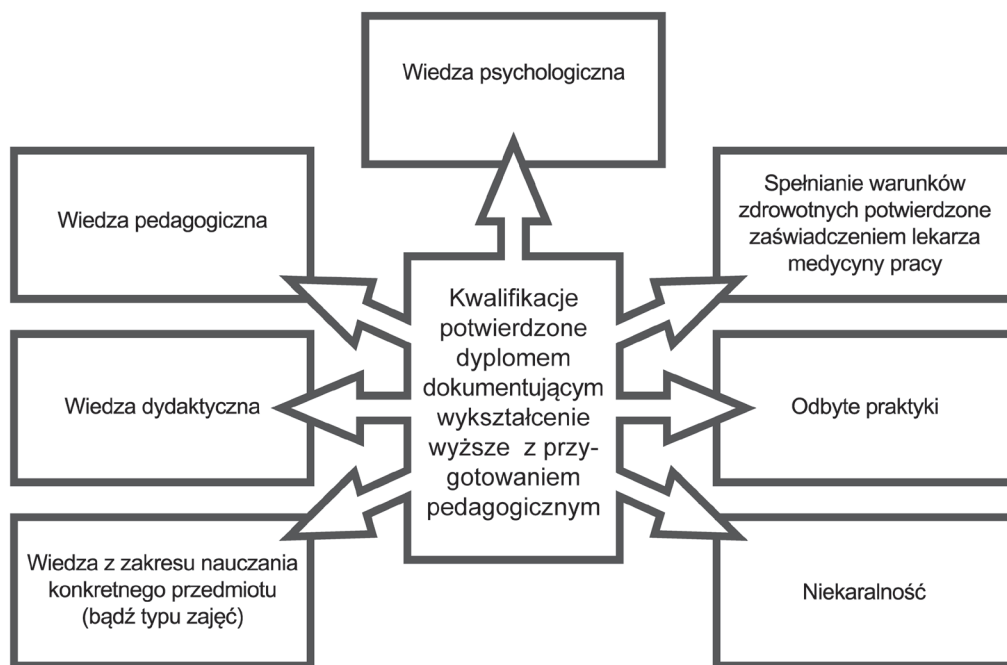 Wiedza psychologiczna
Wiedza pedagogiczna
Spełnianie warunków
zdrowotnych potwierdzone
zaświadczeniem lekarza
medycyny pracy
Kwalifikacje
potwierdzone
dyplomem
dokumentującym
wykształcenie
wyższe z przy-
gotowaniem
pedagogicznym
Wiedza dydaktyczna
Odbyte praktyki
Wiedza z zakresu nauczania
konkretnego przedmiotu
(bądź typu zajęć)
Niekaralność